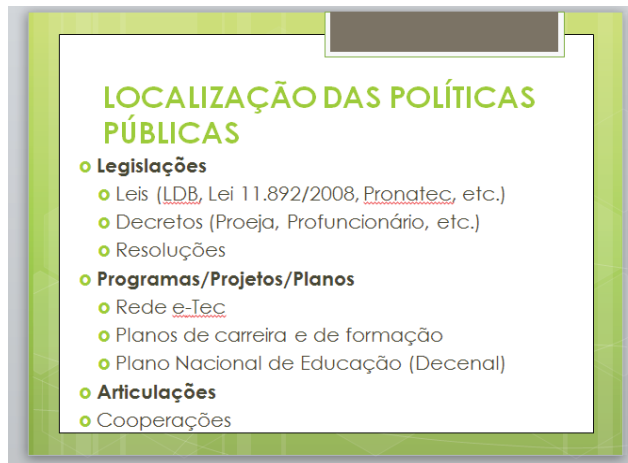 LOCALIZAÇÃO DAS POLÍTICAS
PÚBLICAS
Legislações
Leis (LDB, Lei 11.892/2008, Pronatec, etc.)
Decretos (Proeja, Profuncionário, etc.)
Resoluções
Programas/Projetos/Planos
Rede e-Tec
Planos de carreira e de formação
Plano Nacional de Educação (Decenal)
Articulações
Cooperações